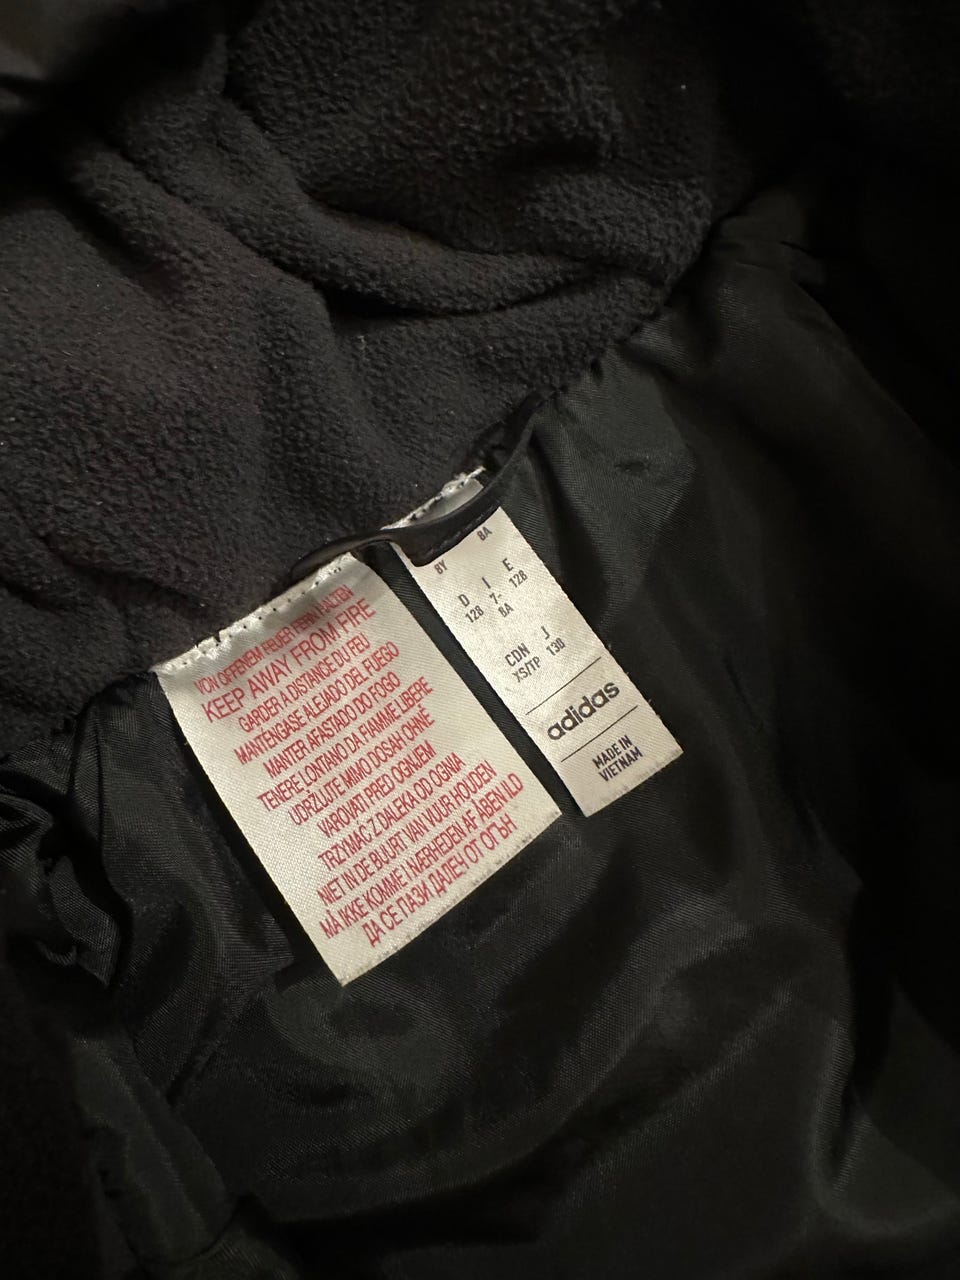 VON OFFENEM FEUER FERN HALTEN
KEEP AWAY FROM FIRE
GARDER A DISTANCE DU FEU
MANTÉNGASE ALEJADO DEL FUEGO
MANTER AFASTADO DO FOGO
TENERE LONTANO DA FIAMME LIBERE
UDRŽUJTE MIMO DOSAH OHNĚ
VAROVATI PRED OGNJEM
TRZYMAĆ Z DALEKA OD OGNIA
NIET IN DE BUURT VAN VUUR HOUDEN
MÅ IKKE KOMME I NÆRHEDEN AF ÅBEN ILD
ДА СЕ ПАЗИ ДАЛЕЧ ОТ ОГЪН
8Y 8A
D I E
128 7- 128
8A
CDN J
XS/TP 130
adidas
MADE IN
VIETNAM